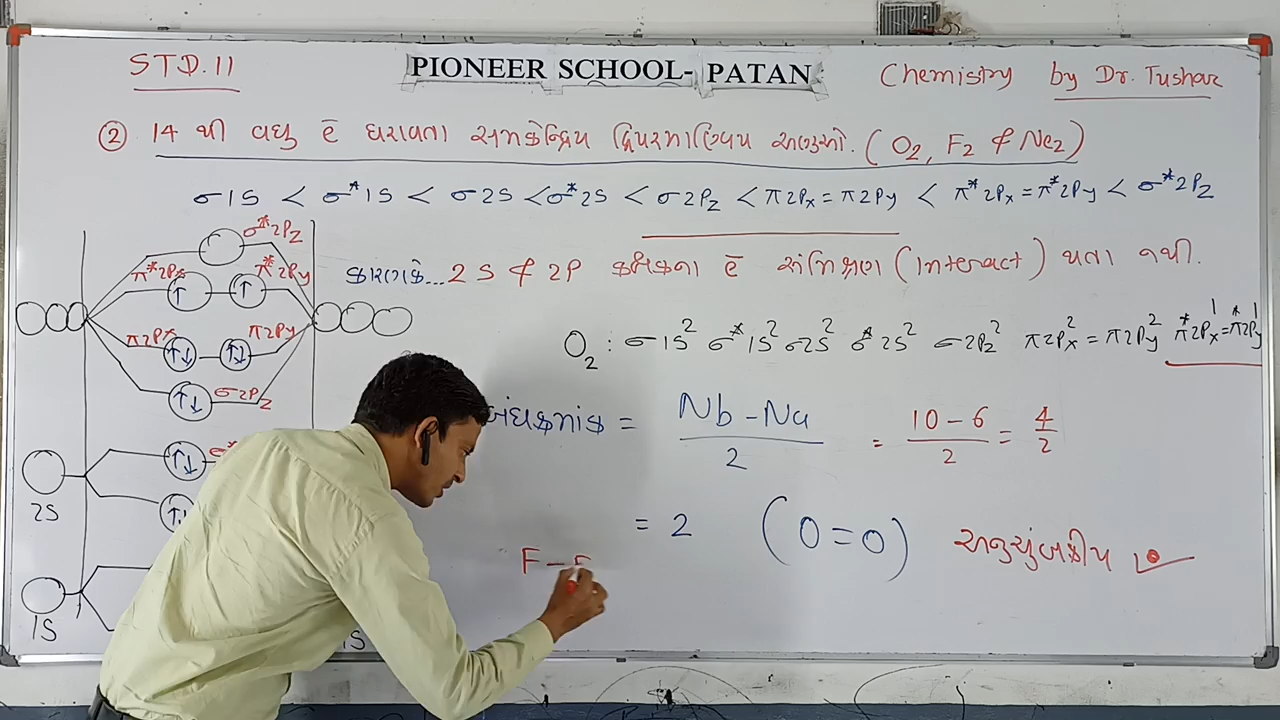 STD.11 PIONEER SCHOOL- PATAN Chemistry by Dr. Tushar
② 14 થી વધુ ē ધરાવતા સમકેન્દ્રિય દ્વિપરમાણ્વિય અણુઓ. (O₂, F₂ & Ne₂)
σ1S < σ*1S < σ2S < σ*2S < σ2Pz < π2Px = π2Py < π*2Px = π*2Py < σ*2Pz
σ*2Pz
π*2Px π*2Py
કારણકે... 2S & 2P કક્ષકના ē સંમિશ્રણ (Interact) થતા નથી.
π2Px π2Py
O₂ : σ1S² σ*1S² σ2S² σ*2S² σ2Pz² π2Px² = π2Py² π*2Px¹ = π*2Py¹
σ2Pz
બંધક્રમાંક = Nb - Na / 2 = 10 - 6 / 2 = 4 / 2
2S
= 2 (O=O) અનુચુંબકીય
F - F
1S 1S